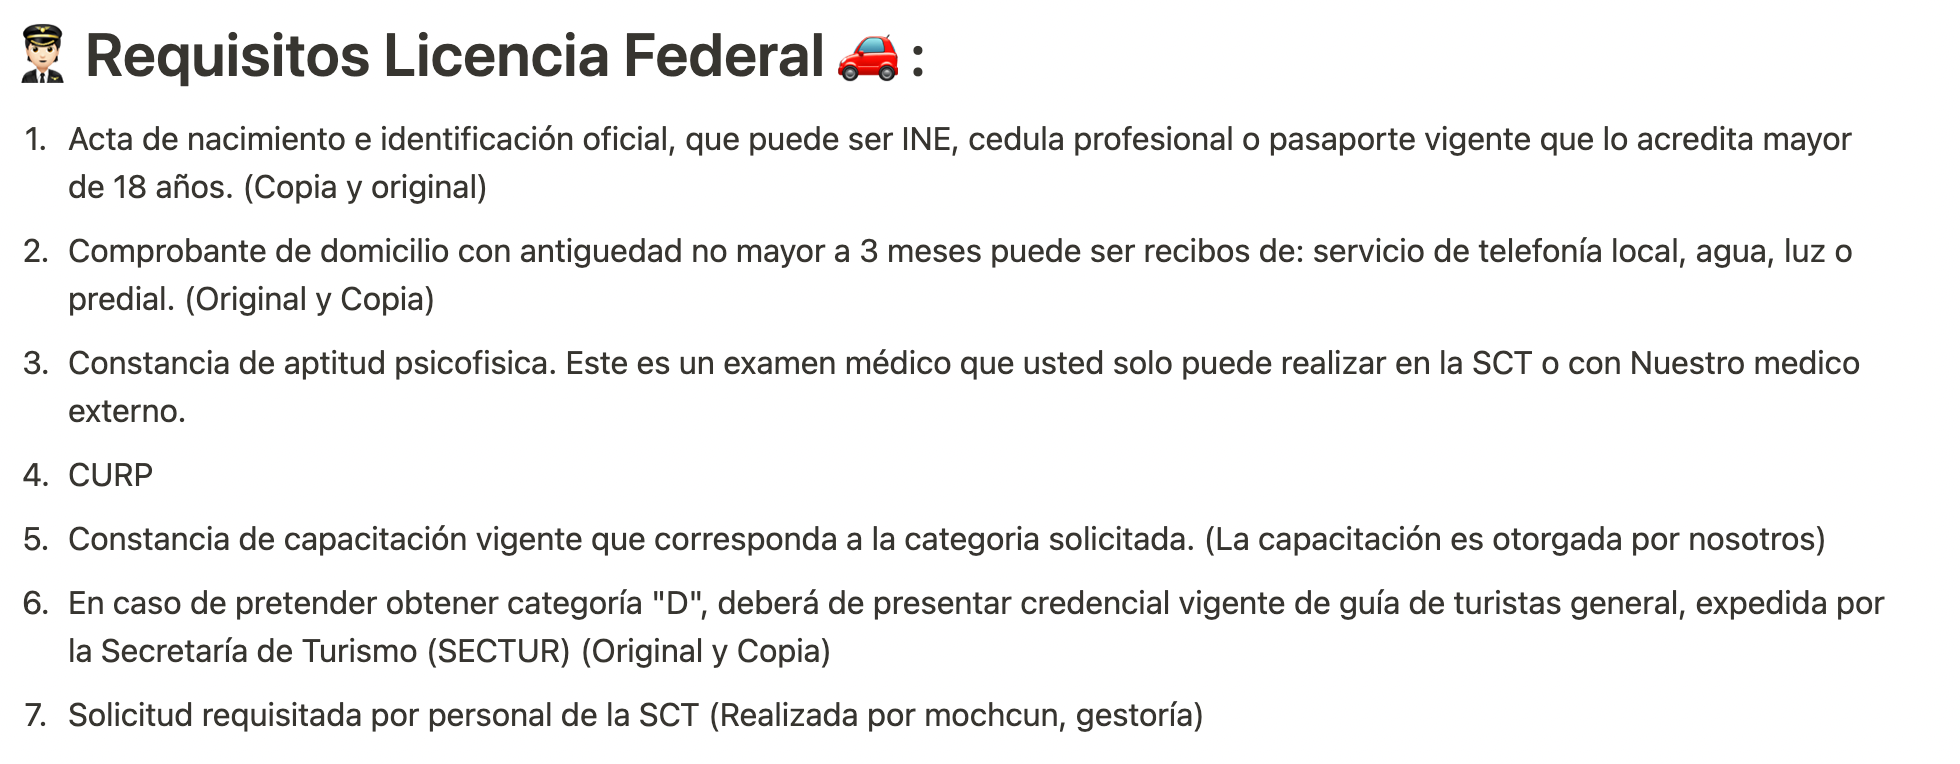 👨🏻‍✈️ Requisitos Licencia Federal 🚗 :
1. Acta de nacimiento e identificación oficial, que puede ser INE, cedula profesional o pasaporte vigente que lo acredita mayor
de 18 años. (Copia y original)
2. Comprobante de domicilio con antiguedad no mayor a 3 meses puede ser recibos de: servicio de telefonía local, agua, luz o
predial. (Original y Copia)
3. Constancia de aptitud psicofisica. Este es un examen médico que usted solo puede realizar en la SCT o con Nuestro medico
externo.
4. CURP
5. Constancia de capacitación vigente que corresponda a la categoria solicitada. (La capacitación es otorgada por nosotros)
6. En caso de pretender obtener categoría "D", deberá de presentar credencial vigente de guía de turistas general, expedida por
la Secretaría de Turismo (SECTUR) (Original y Copia)
7. Solicitud requisitada por personal de la SCT (Realizada por mochcun, gestoría)